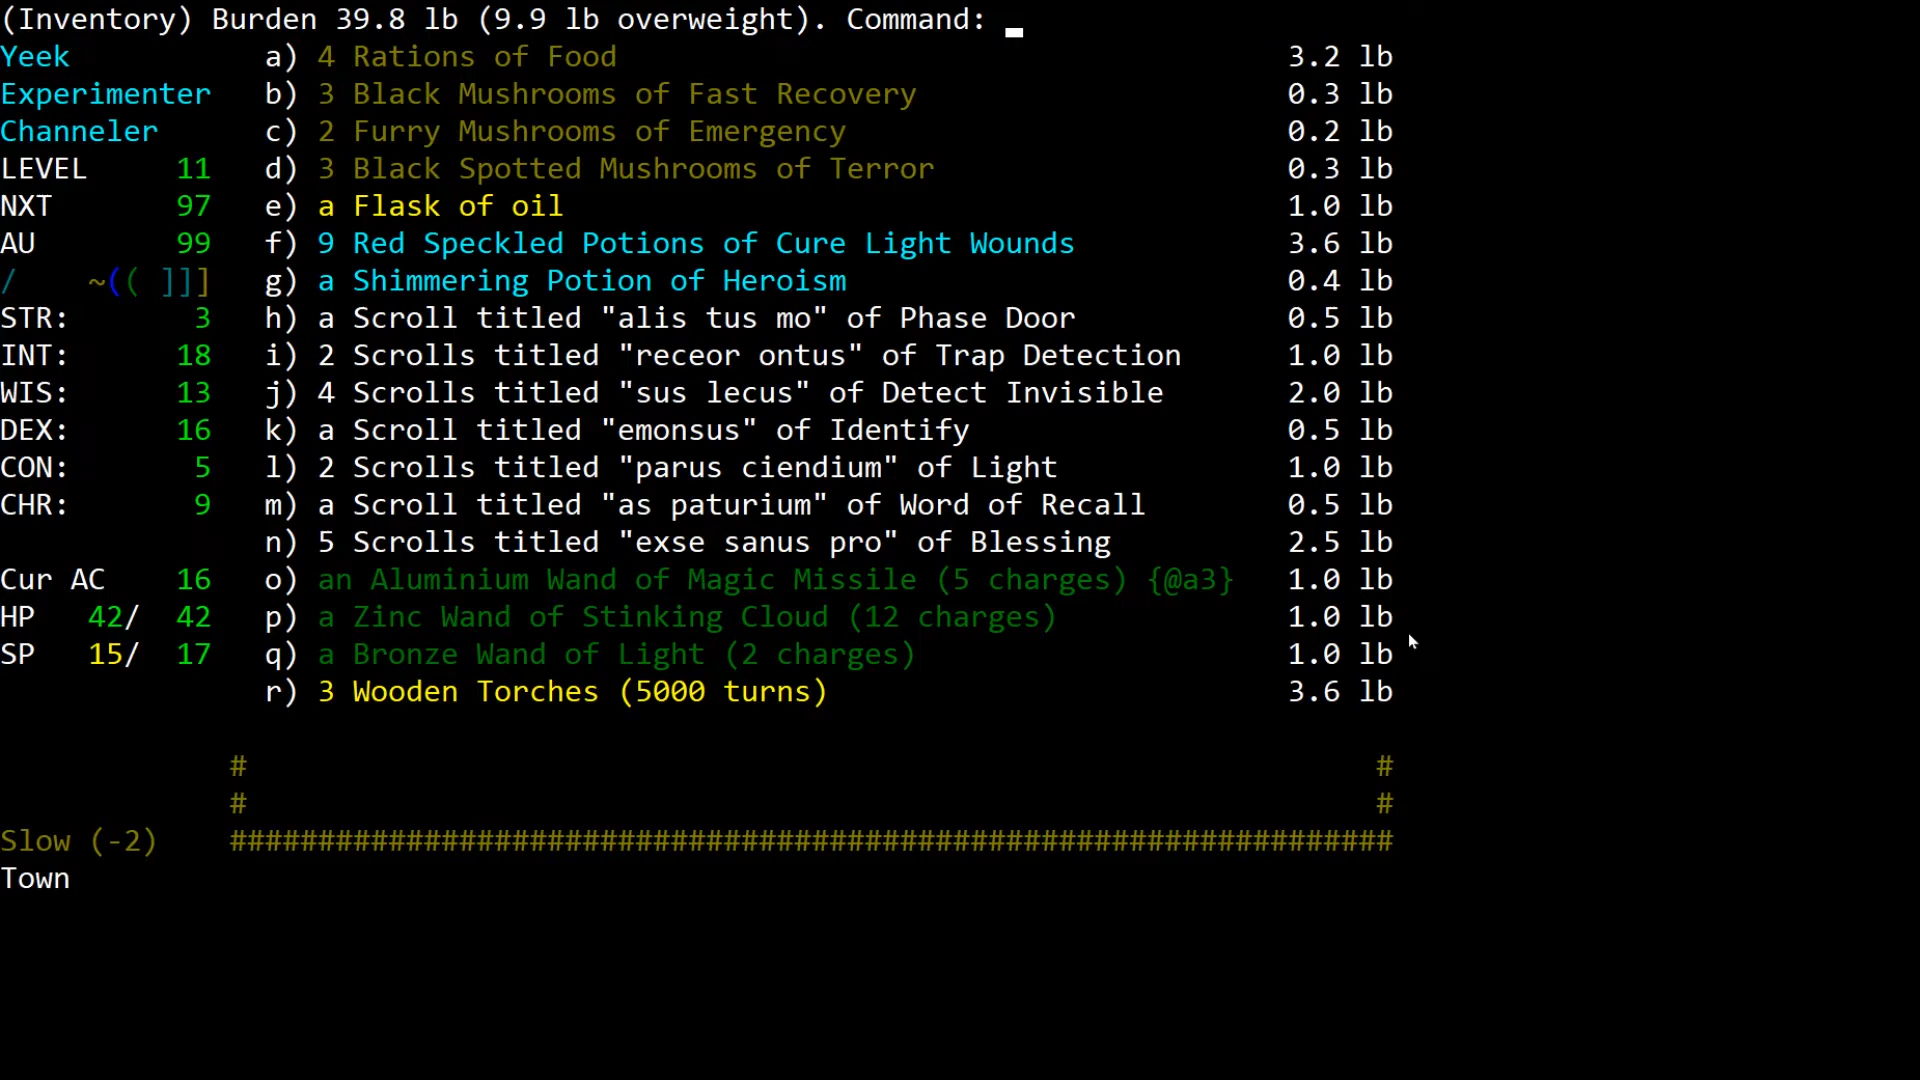 (Inventory) Burden 39.8 lb (9.9 lb overweight). Command: _
Yeek a) 4 Rations of Food 3.2 lb
Experimenter b) 3 Black Mushrooms of Fast Recovery 0.3 lb
Channeler c) 2 Furry Mushrooms of Emergency 0.2 lb
LEVEL 11 d) 3 Black Spotted Mushrooms of Terror 0.3 lb
NXT 97 e) a Flask of oil 1.0 lb
AU 99 f) 9 Red Speckled Potions of Cure Light Wounds 3.6 lb
/ ~(( ]]] g) a Shimmering Potion of Heroism 0.4 lb
STR: 3 h) a Scroll titled "alis tus mo" of Phase Door 0.5 lb
INT: 18 i) 2 Scrolls titled "receor ontus" of Trap Detection 1.0 lb
WIS: 13 j) 4 Scrolls titled "sus lecus" of Detect Invisible 2.0 lb
DEX: 16 k) a Scroll titled "emonsus" of Identify 0.5 lb
CON: 5 l) 2 Scrolls titled "parus ciendium" of Light 1.0 lb
CHR: 9 m) a Scroll titled "as paturium" of Word of Recall 0.5 lb
n) 5 Scrolls titled "exse sanus pro" of Blessing 2.5 lb
Cur AC 16 o) an Aluminium Wand of Magic Missile (5 charges) {@a3} 1.0 lb
HP 42/ 42 p) a Zinc Wand of Stinking Cloud (12 charges) 1.0 lb
SP 15/ 17 q) a Bronze Wand of Light (2 charges) 1.0 lb
r) 3 Wooden Torches (5000 turns) 3.6 lb
# #
# #
Slow (-2) ##################################################################
Town